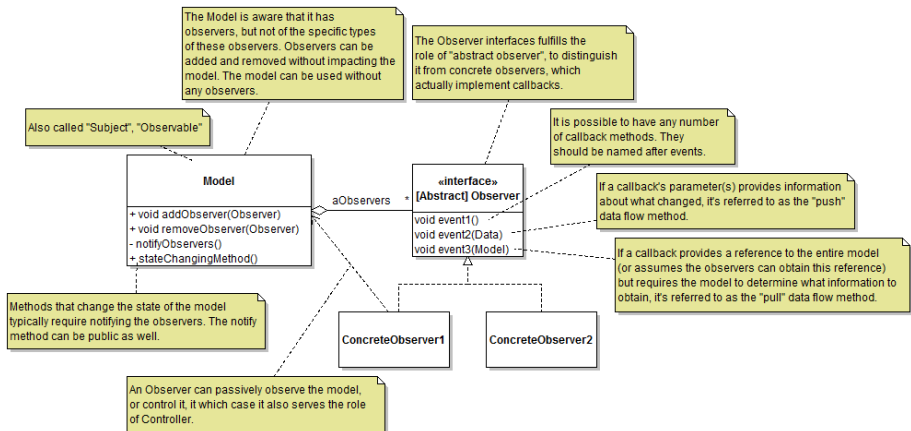 The Model is aware that it has
observers, but not of the specific types
of these observers. Observers can be
added and removed without impacting the
model. The model can be used without
any observers.
The Observer interfaces fulfills the
role of "abstract observer", to distinguish
it from concrete observers, which
actually implement callbacks.
Also called "Subject", "Observable"
It is possible to have any number
of callback methods. They
should be named after events.
Model
+ void addObserver(Observer)
+ void removeObserver(Observer)
- notifyObservers()
+ stateChangingMethod()
aObservers
*
«interface»
[Abstract] Observer
void event1()
void event2(Data)
void event3(Model)
If a callback's parameter(s) provides information
about what changed, it's referred to as the "push"
data flow method.
If a callback provides a reference to the entire model
(or assumes the observers can obtain this reference)
but requires the model to determine what information to
obtain, it's referred to as the "pull" data flow method.
Methods that change the state of the model
typically require notifying the observers. The notify
method can be public as well.
ConcreteObserver1
ConcreteObserver2
An Observer can passively observe the model,
or control it, it which case it also serves the role
of Controller.